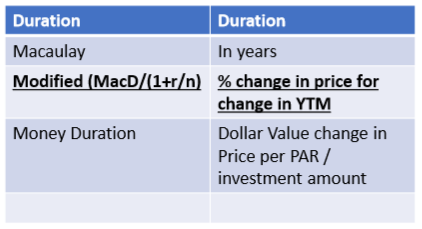 Duration Duration
Macaulay In years
Modified (MacD/(1+r/n) % change in price for
change in YTM
Money Duration Dollar Value change in
Price per PAR /
investment amount